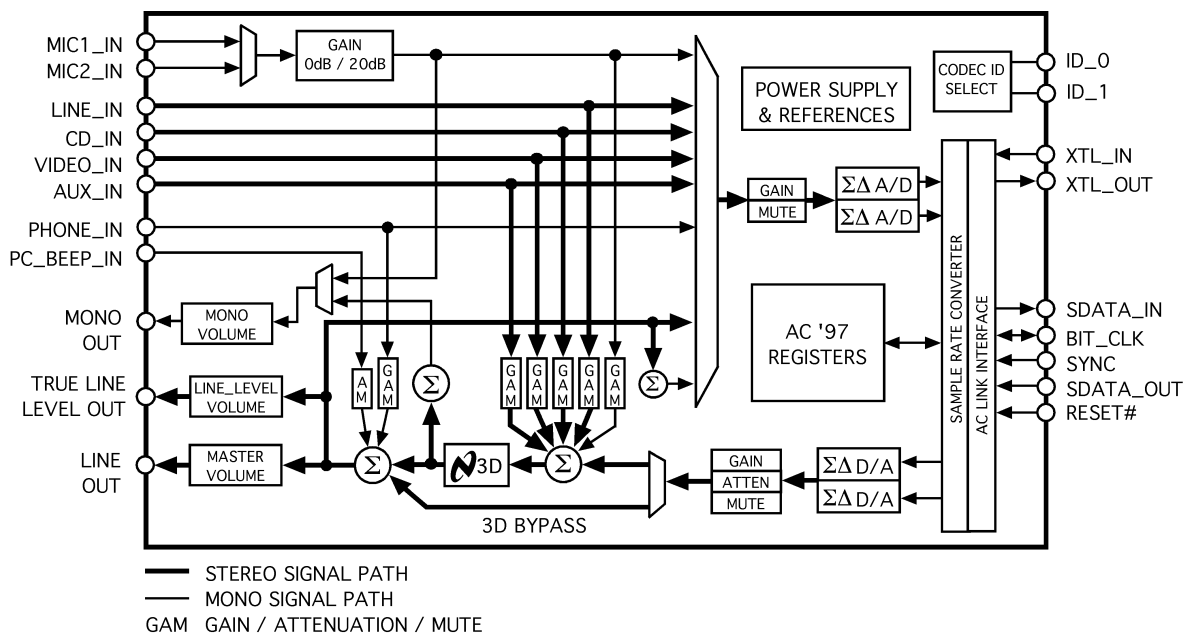 MIC1_IN
MIC2_IN
LINE_IN
CD_IN
VIDEO_IN
AUX_IN
PHONE_IN
PC_BEEP_IN
MONO
OUT
TRUE LINE
LEVEL OUT
LINE
OUT
GAIN
0dB / 20dB
MONO
VOLUME
LINE_LEVEL
VOLUME
MASTER
VOLUME
AM
GAM
Σ
GAM
GAM
GAM
GAM
GAM
Σ
Σ
3D
Σ
3D BYPASS
POWER SUPPLY
& REFERENCES
CODEC ID
SELECT
GAIN
MUTE
ΣΔ A/D
ΣΔ A/D
AC '97
REGISTERS
GAIN
ATTEN
MUTE
ΣΔ D/A
ΣΔ D/A
SAMPLE RATE CONVERTER
AC LINK INTERFACE
ID_0
ID_1
XTL_IN
XTL_OUT
SDATA_IN
BIT_CLK
SYNC
SDATA_OUT
RESET#
STEREO SIGNAL PATH
MONO SIGNAL PATH
GAM GAIN / ATTENUATION / MUTE